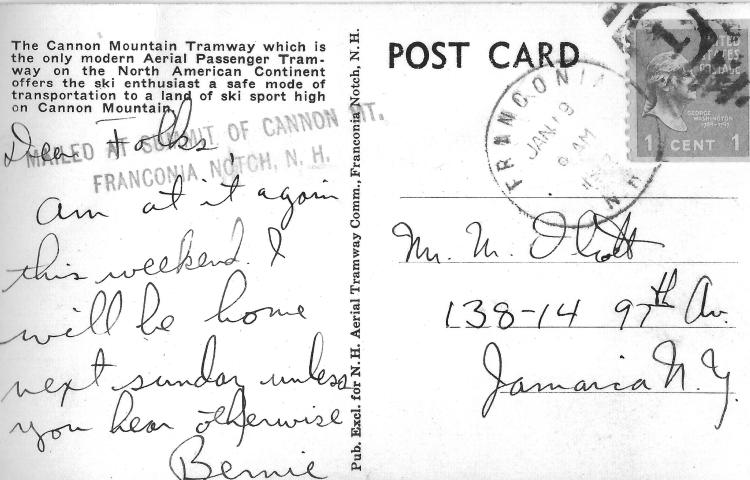 The Cannon Mountain Tramway which is
the only modern Aerial Passenger Tram-
way on the North American Continent
offers the ski enthusiast a safe mode of
transportation to a land of ski sport high
on Cannon Mountain.
MAILED AT SUMMIT OF CANNON MT.
FRANCONIA NOTCH, N. H.
Dear Folks,
am at it again
this weekend. I
will be home
next sunday unless
you hear otherwise
Bernie
Pub. Excl. for N.H. Aerial Tramway Comm., Franconia Notch, N. H.
POST CARD
FRANCONIA
JAN 19
AM
N H
UNITED
STATES
POSTAGE
GEORGE
WASHINGTON
1789-1797
1 CENT 1
Mr. M.
138-14 97th Av.
Jamaica N.Y.